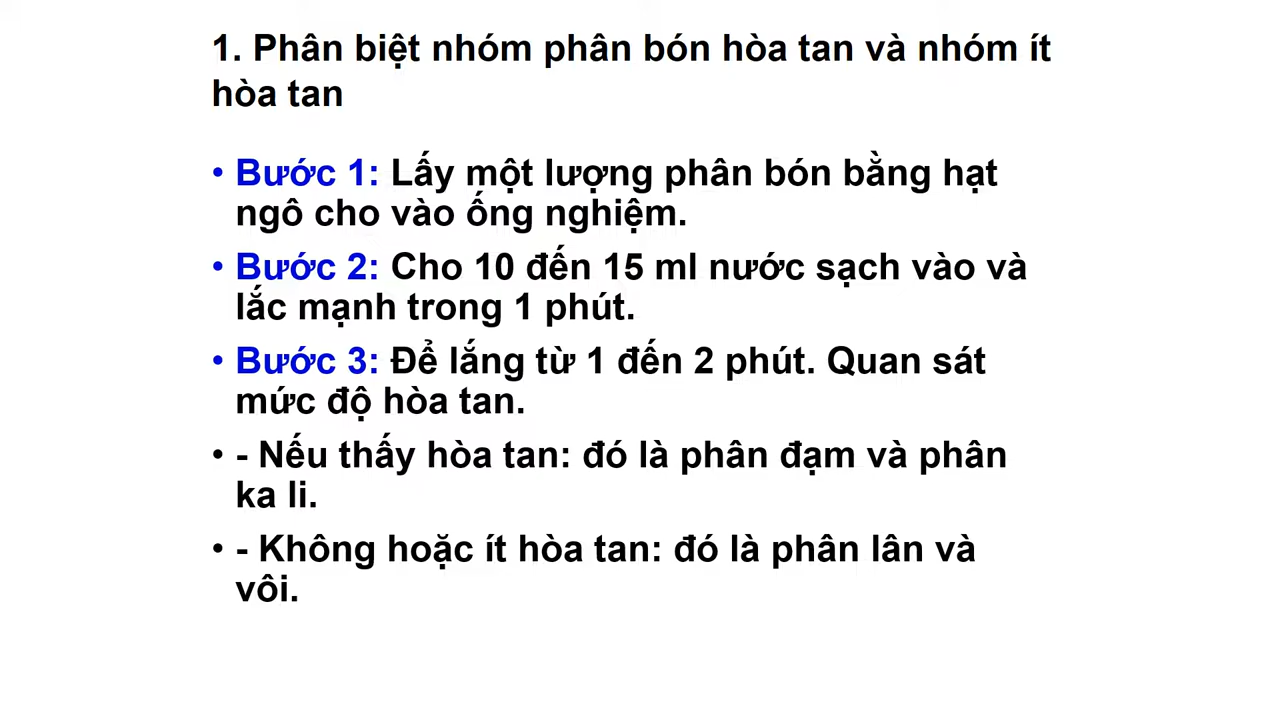 1. Phân biệt nhóm phân bón hòa tan và nhóm ít
hòa tan
• Bước 1: Lấy một lượng phân bón bằng hạt
ngô cho vào ống nghiệm.
• Bước 2: Cho 10 đến 15 ml nước sạch vào và
lắc mạnh trong 1 phút.
• Bước 3: Để lắng từ 1 đến 2 phút. Quan sát
mức độ hòa tan.
• - Nếu thấy hòa tan: đó là phân đạm và phân
ka li.
• - Không hoặc ít hòa tan: đó là phân lân và
vôi.